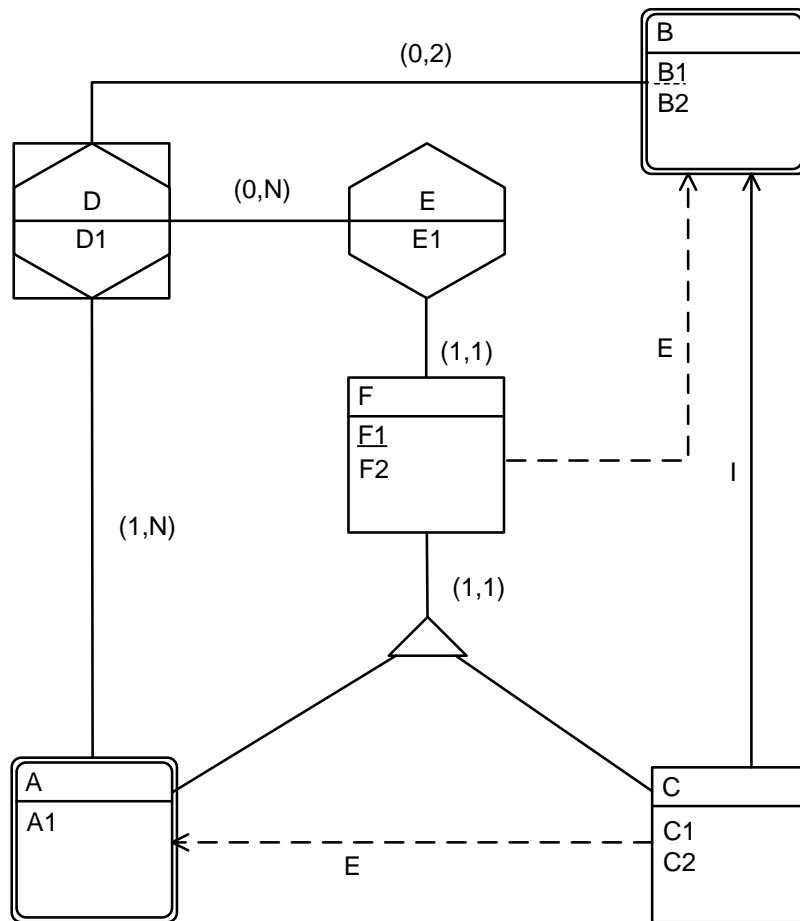 B
(0,2)
B1
B2
D
(0,N)
E
D1
E1
E
(1,1)
F
F1
F2
I
(1,N)
(1,1)
A
A1
C
C1
C2
E